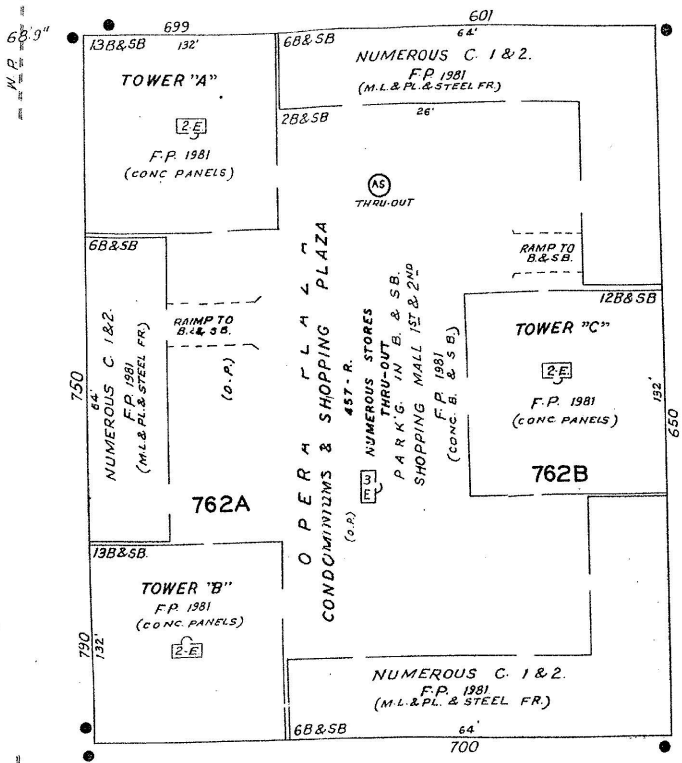 699
601
68'9"
W. P.
13B&SB
132'
TOWER "A"
2-E
F.P. 1981
(CONC PANELS)
6B&SB
64'
NUMEROUS C. 1 & 2.
F.P. 1981
(M.L.& PL.& STEEL FR.)
2B&SB
26'
AS
THRU-OUT
RAMP TO
B.& SB.
12B&SB
TOWER "C"
2-E
F.P. 1981
(CONC PANELS)
132'
650
762B
6B&SB
750
64'
NUMEROUS C. 1 & 2.
F.P. 1981
(M.L.& PL.& STEEL FR.)
RAIMP TO
B.& SB.
(O.P.)
762A
OPERA PLAZA
CONDOMINIUMS & SHOPPING PLAZA
457-R.
(O.P.)
NUMEROUS STORES
THRU-OUT
3
E
PARK'G. IN B. & SB.
SHOPPING MALL 1ST & 2ND
F.P. 1981
(CONC. B. & SB.)
13B&SB.
TOWER "B"
F.P. 1981
(CONC. PANELS)
2-E
790
132'
NUMEROUS C. 1 & 2.
F.P. 1981
(M.L.& PL. & STEEL FR.)
6B&SB
64'
700